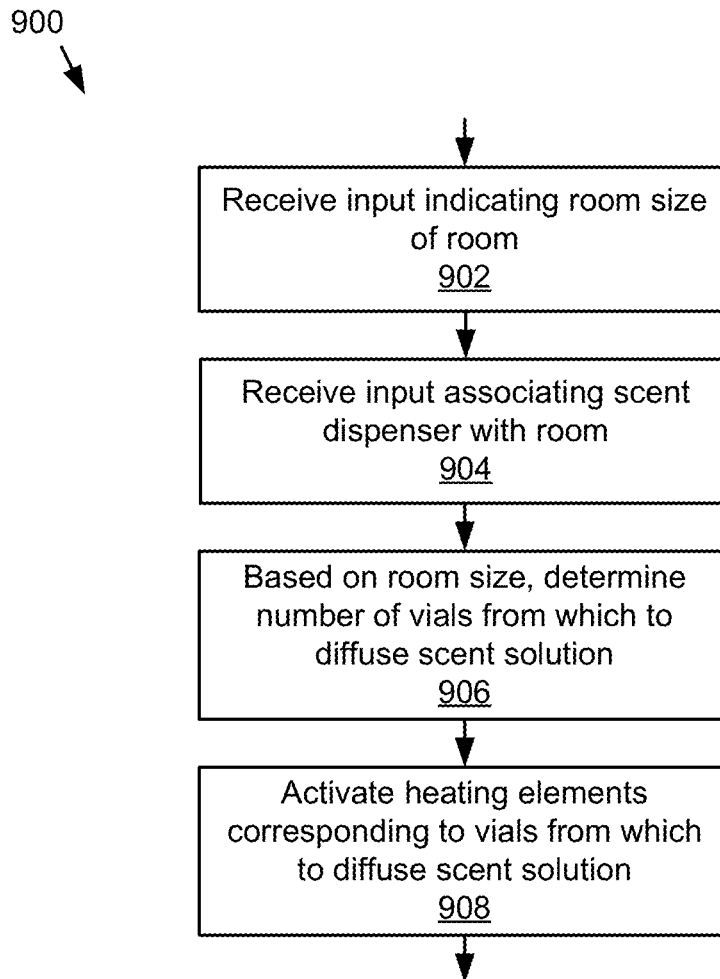 900
Receive input indicating room size
of room
902
Receive input associating scent
dispenser with room
904
Based on room size, determine
number of vials from which to
diffuse scent solution
906
Activate heating elements
corresponding to vials from which
to diffuse scent solution
908